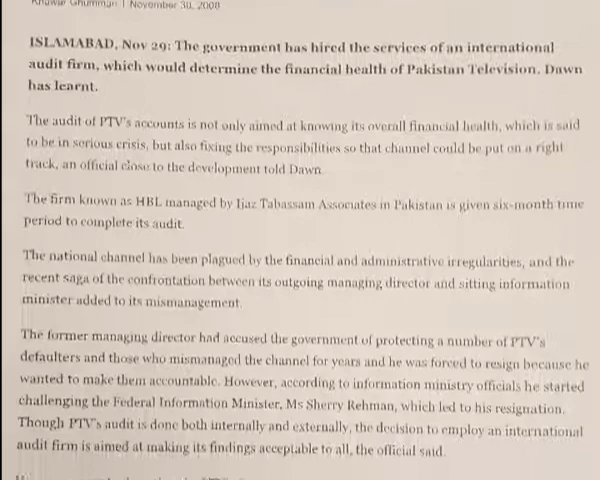 Khawar Ghumman | November 30, 2008
ISLAMABAD, Nov 29: The government has hired the services of an international
audit firm, which would determine the financial health of Pakistan Television, Dawn
has learnt.
The audit of PTV's accounts is not only aimed at knowing its overall financial health, which is said
to be in serious crisis, but also fixing the responsibilities so that channel could be put on a right
track, an official close to the development told Dawn.
The firm known as HBL managed by Ijaz Tabassam Associates in Pakistan is given six-month time
period to complete its audit.
The national channel has been plagued by the financial and administrative irregularities, and the
recent saga of the confrontation between its outgoing managing director and sitting information
minister added to its mismanagement.
The former managing director had accused the government of protecting a number of PTV's
defaulters and those who mismanaged the channel for years and he was forced to resign because he
wanted to make them accountable. However, according to information ministry officials he started
challenging the Federal Information Minister, Ms Sherry Rehman, which led to his resignation.
Though PTV's audit is done both internally and externally, the decision to employ an international
audit firm is aimed at making its findings acceptable to all, the official said.